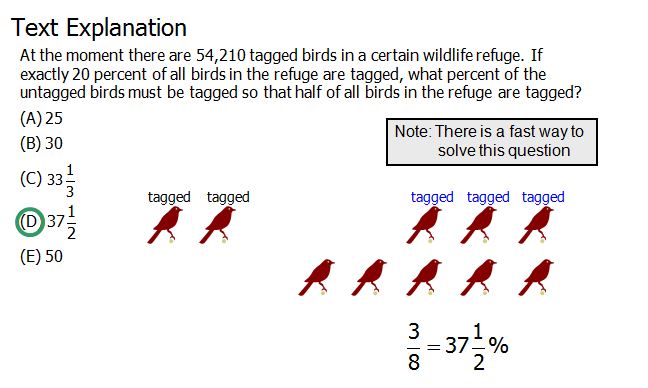 Text Explanation
At the moment there are 54,210 tagged birds in a certain wildlife refuge. If
exactly 20 percent of all birds in the refuge are tagged, what percent of the
untagged birds must be tagged so that half of all birds in the refuge are tagged?
(A) 25
(B) 30
(C) 33 1/3
(D) 37 1/2
(E) 50
Note: There is a fast way to
solve this question
tagged tagged
tagged tagged tagged
3/8 = 37 1/2 %